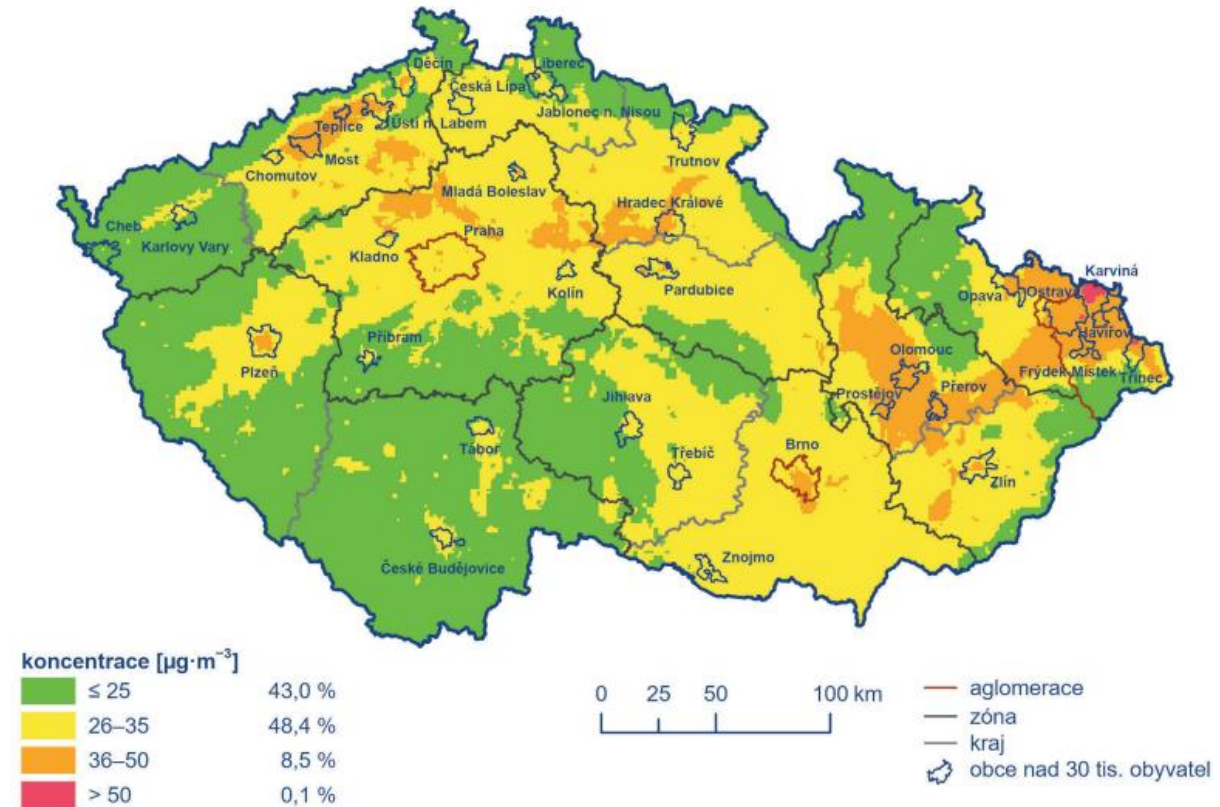 Děčín
Liberec
Česká Lípa
Jablonec n. Nisou
Teplice
Ústí n. Labem
Trutnov
Most
Chomutov
Mladá Boleslav
Hradec Králové
Cheb
Karlovy Vary
Praha
Kladno
Kolín
Pardubice
Karviná
Opava
Ostrava
Havířov
Příbram
Plzeň
Olomouc
Frýdek-Místek
Třinec
Prostějov
Přerov
Jihlava
Tábor
Třebíč
Brno
Zlín
České Budějovice
Znojmo
koncentrace [µg·m⁻³]
≤ 25 43,0 %
26–35 48,4 %
36–50 8,5 %
> 50 0,1 %
0 25 50 100 km
aglomerace
zóna
kraj
obce nad 30 tis. obyvatel